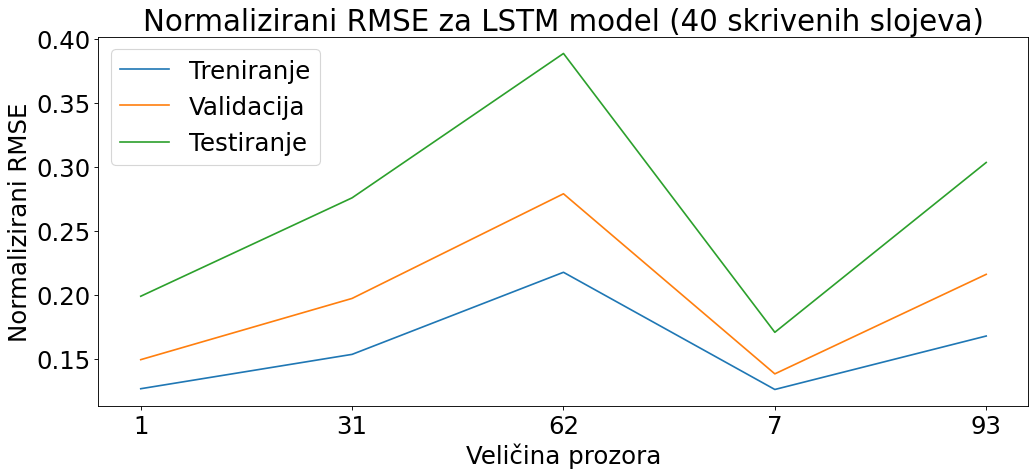 Normalizirani RMSE za LSTM model (40 skrivenih slojeva)
Normalizirani RMSE
0.40
0.35
0.30
0.25
0.20
0.15
Treniranje
Validacija
Testiranje
1 31 62 7 93
Veličina prozora